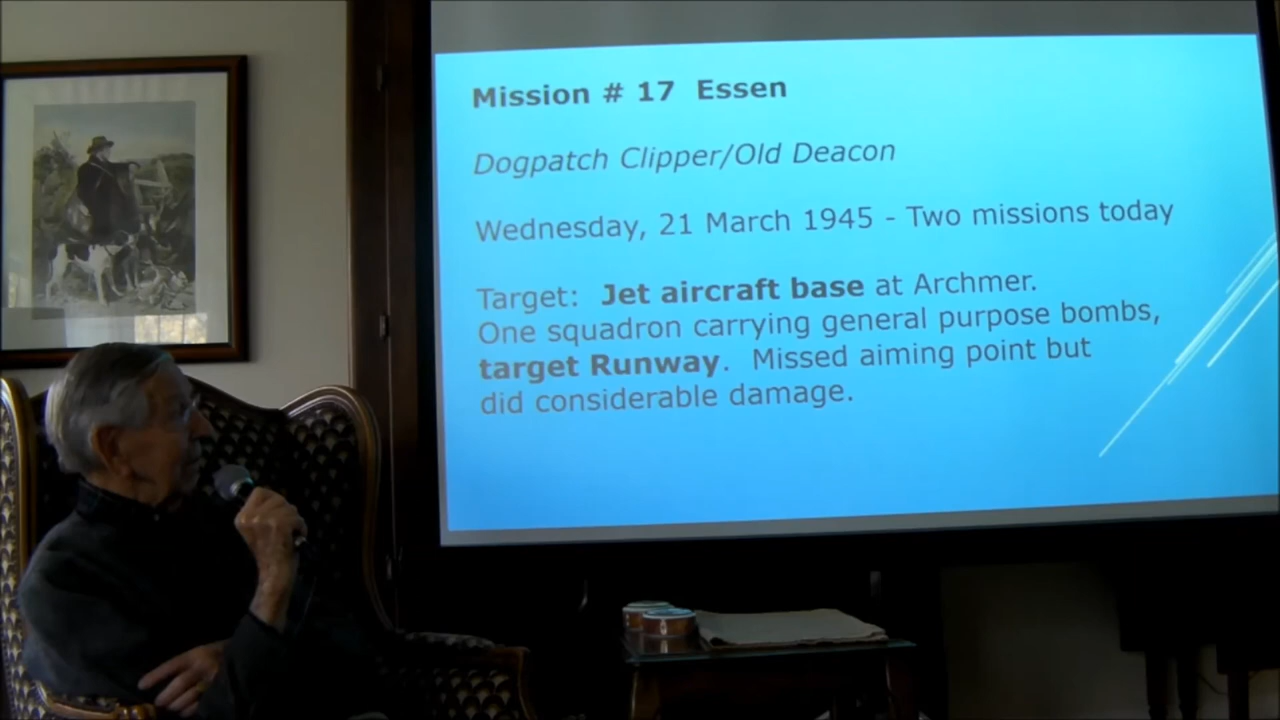 Mission # 17 Essen
Dogpatch Clipper/Old Deacon
Wednesday, 21 March 1945 - Two missions today
Target: Jet aircraft base at Archmer.
One squadron carrying general purpose bombs,
target Runway. Missed aiming point but
did considerable damage.